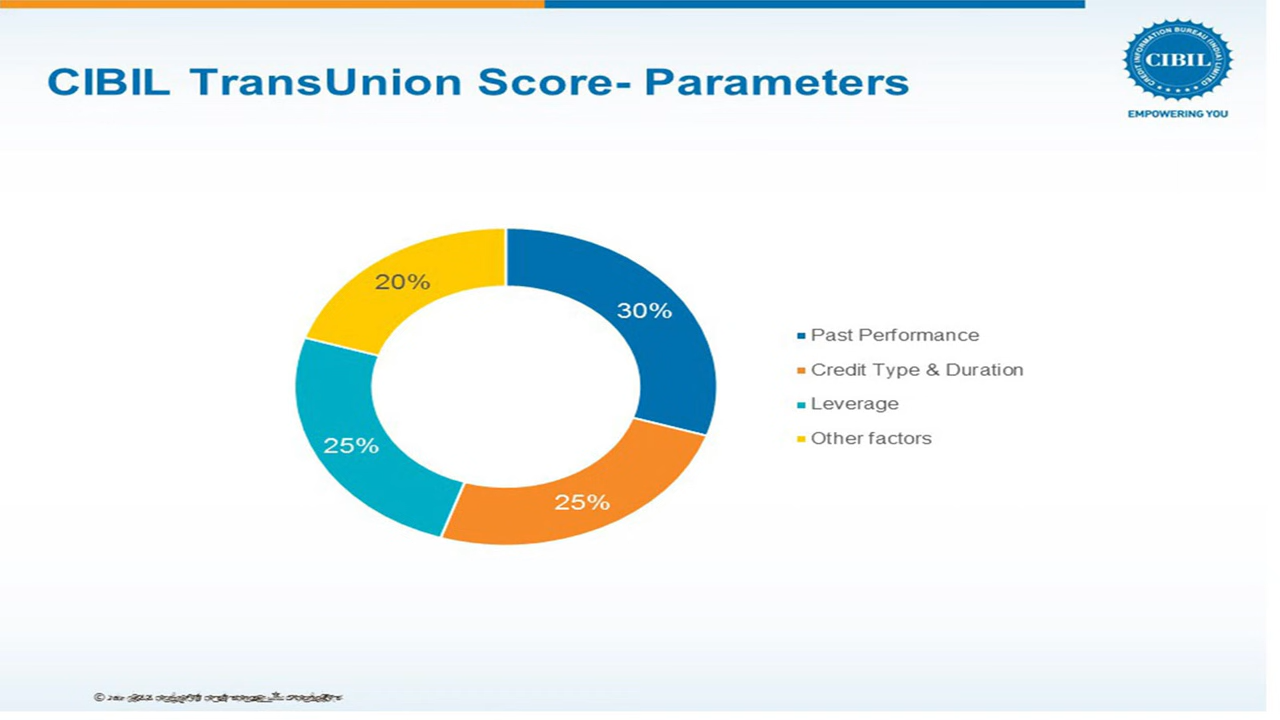 CIBIL TransUnion Score- Parameters
CREDIT INFORMATION BUREAU (INDIA) LIMITED
CIBIL
EMPOWERING YOU
20%
30%
25%
25%
Past Performance
Credit Type & Duration
Leverage
Other factors
©